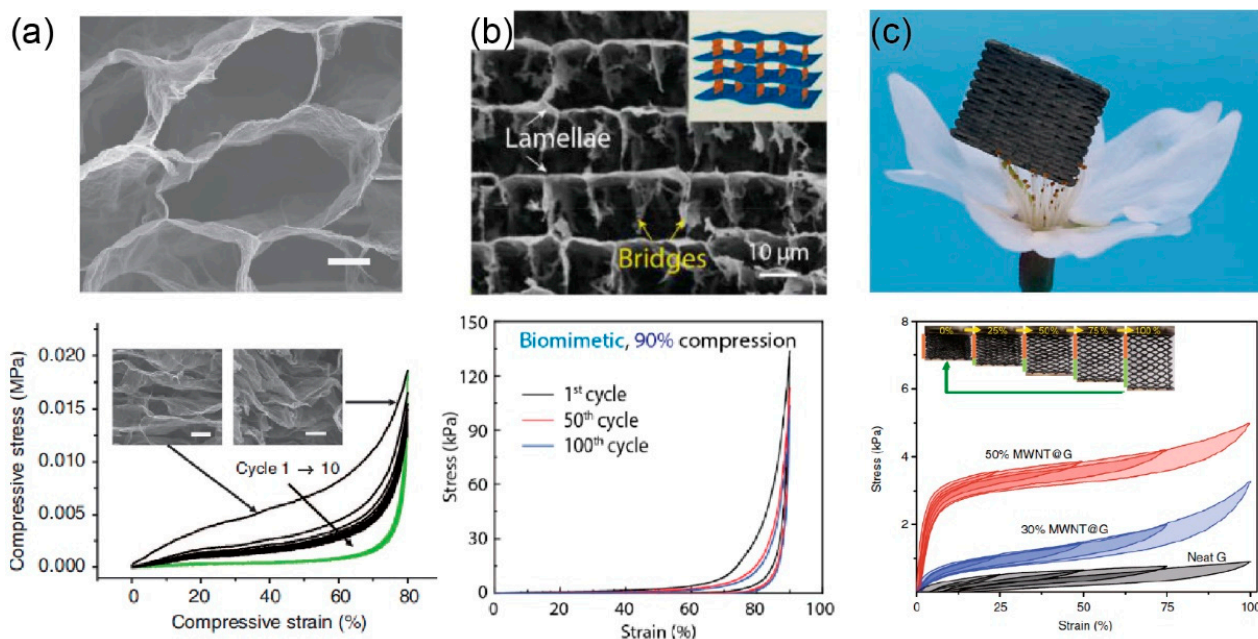 (a)
(b)
(c)
Lamellae
Bridges
10 µm
Compressive stress (MPa)
0.020
0.015
0.010
0.005
0.000
Cycle 1 → 10
0 20 40 60 80
Compressive strain (%)
Stress (kPa)
150
120
90
60
30
0
Biomimetic, 90% compression
1st cycle
50th cycle
100th cycle
0 20 40 60 80 100
Strain (%)
Stress (kPa)
8
6
4
2
0
0% 25% 50% 75% 100%
50% MWNT@G
30% MWNT@G
Neat G
0 25 50 75 100
Strain (%)